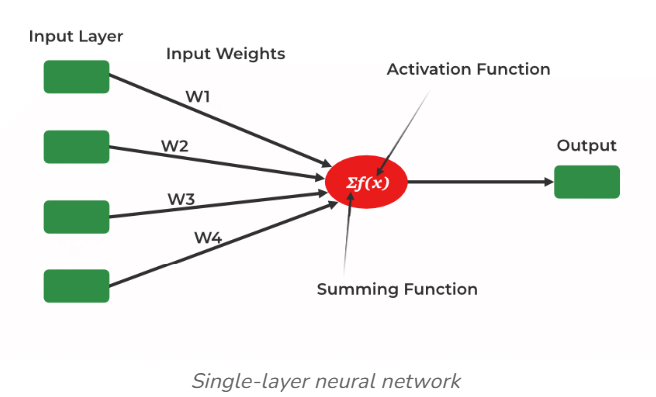 Input Layer
Input Weights
Activation Function
W1
W2
Output
Σf(x)
W3
W4
Summing Function
Single-layer neural network